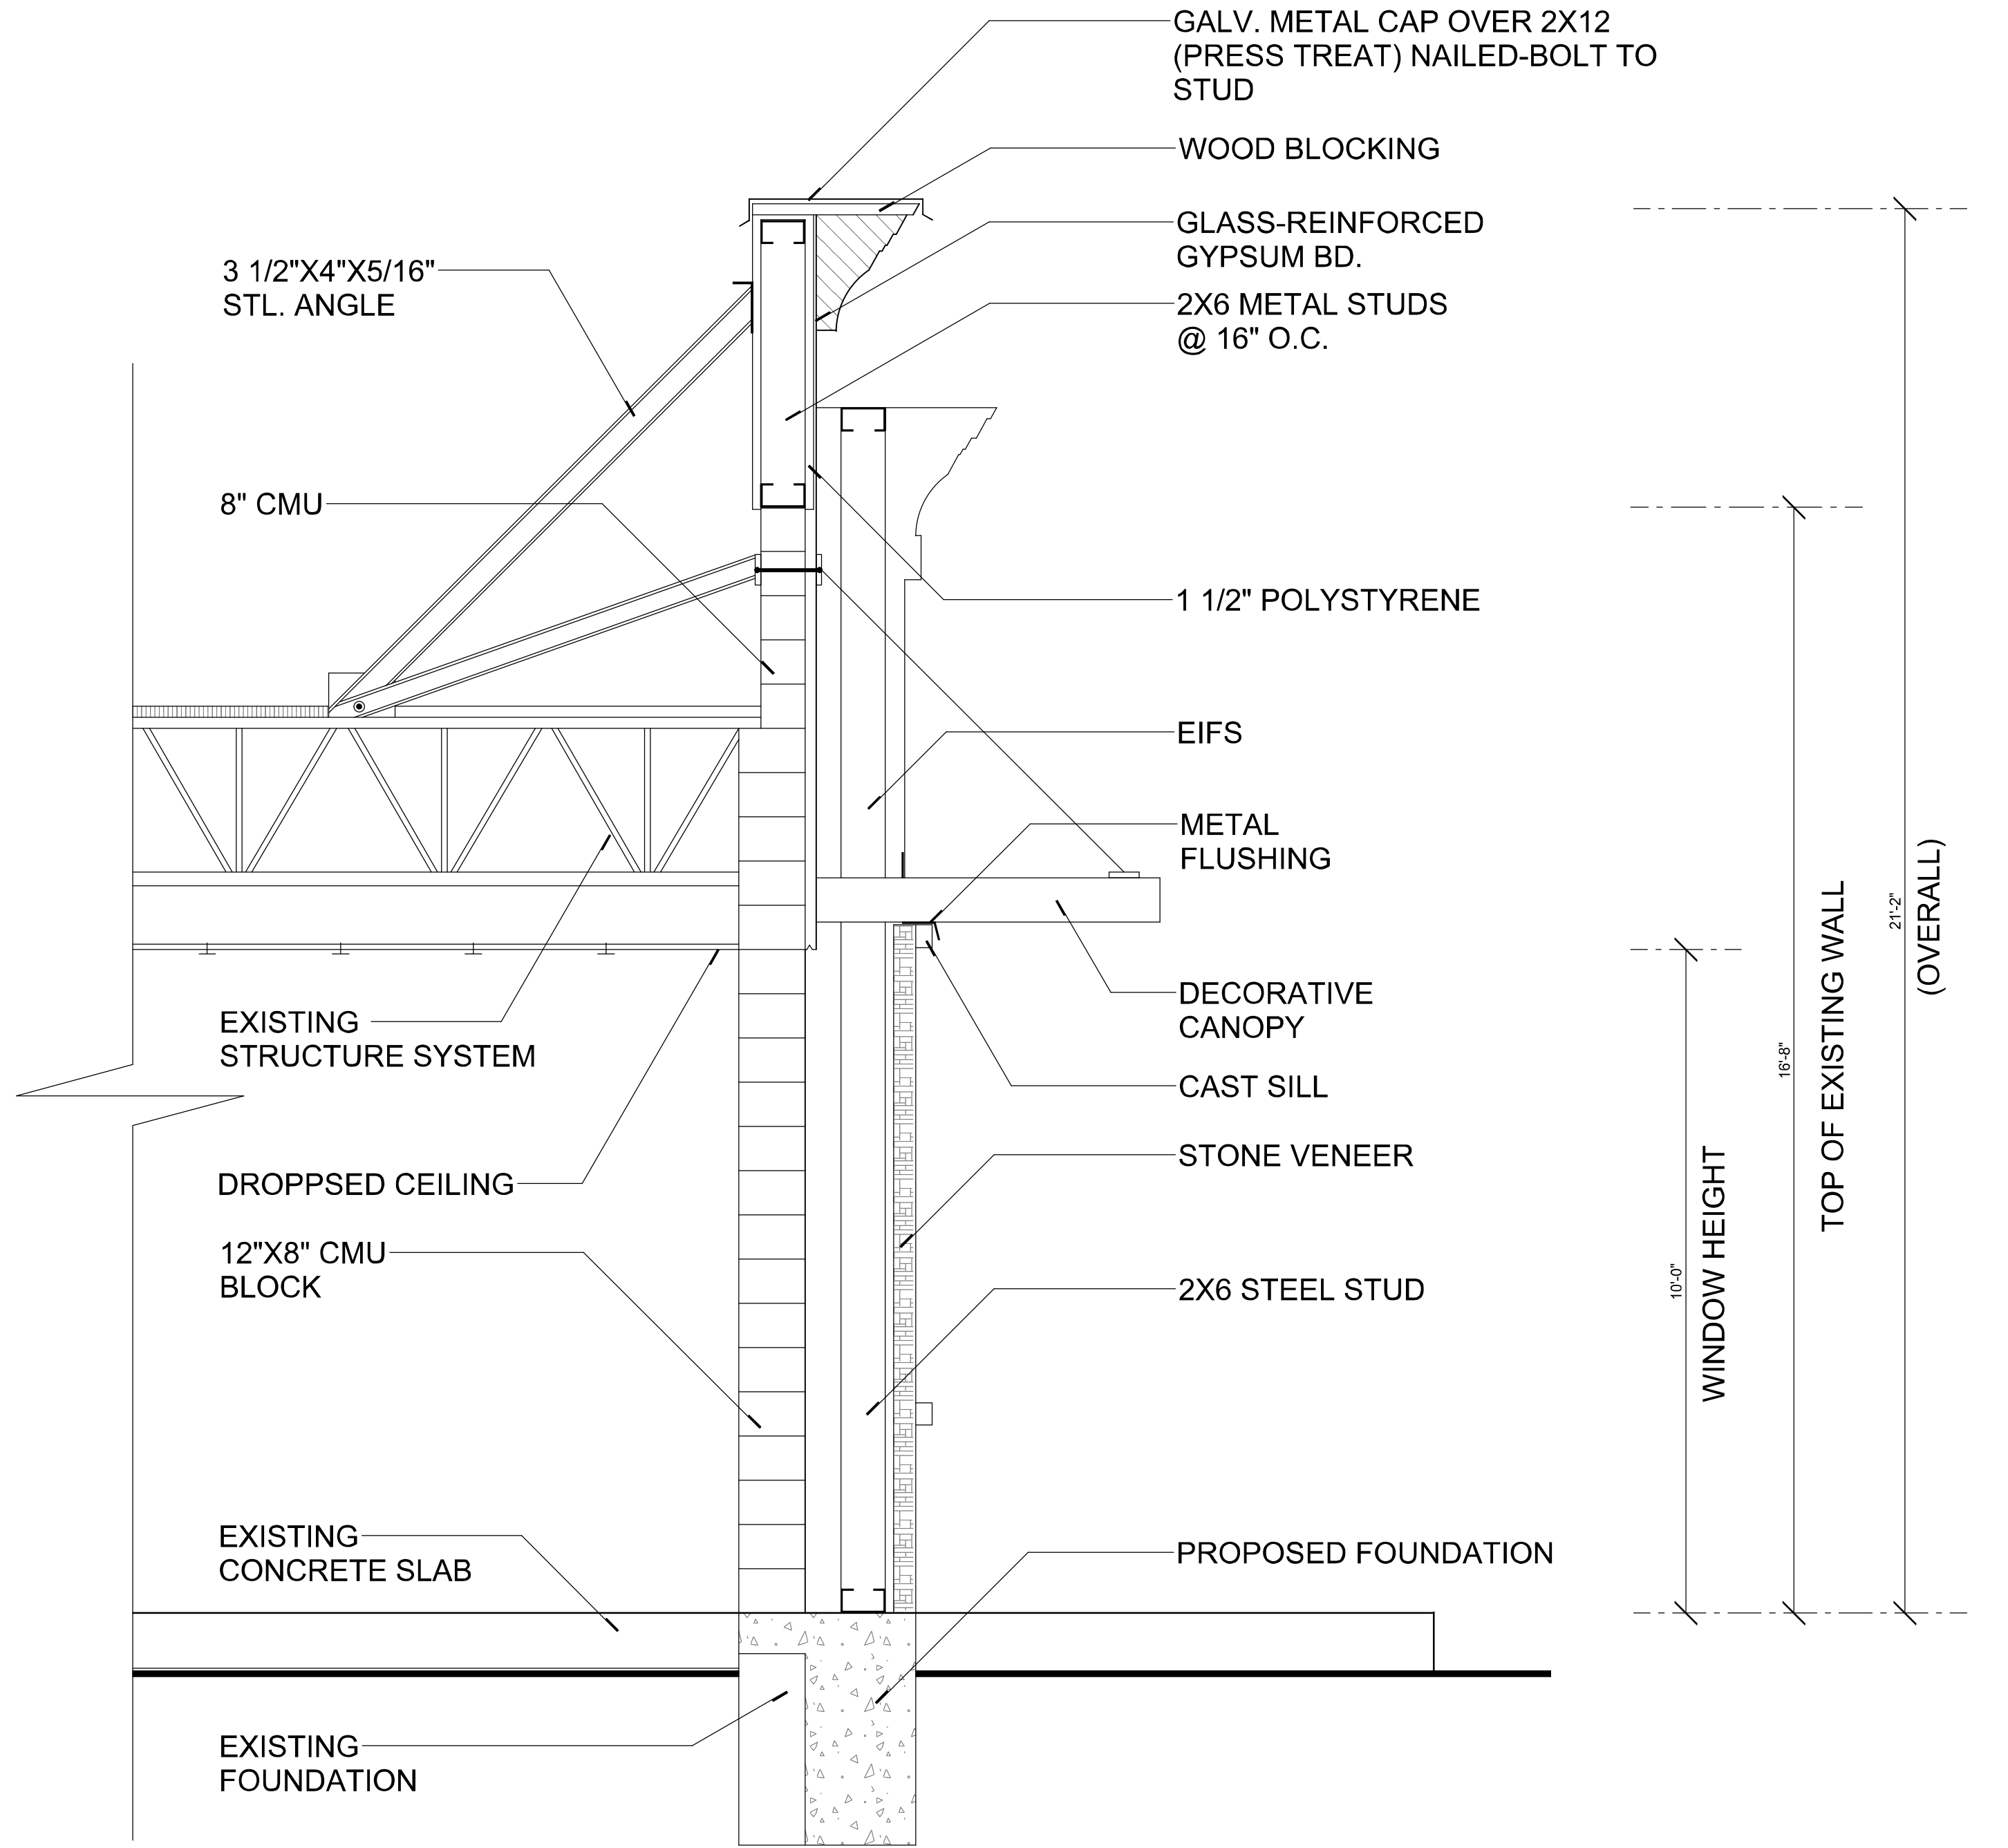 GALV. METAL CAP OVER 2X12
(PRESS TREAT) NAILED-BOLT TO
STUD
WOOD BLOCKING
GLASS-REINFORCED
GYPSUM BD.
2X6 METAL STUDS
@ 16" O.C.
3 1/2"X4"X5/16"
STL. ANGLE
8" CMU
1 1/2" POLYSTYRENE
EIFS
METAL
FLUSHING
DECORATIVE
CANOPY
CAST SILL
STONE VENEER
2X6 STEEL STUD
PROPOSED FOUNDATION
EXISTING
STRUCTURE SYSTEM
DROPPSED CEILING
12"X8" CMU
BLOCK
EXISTING
CONCRETE SLAB
EXISTING
FOUNDATION
10'-0"
WINDOW HEIGHT
16'-8"
TOP OF EXISTING WALL
21'-2"
(OVERALL)